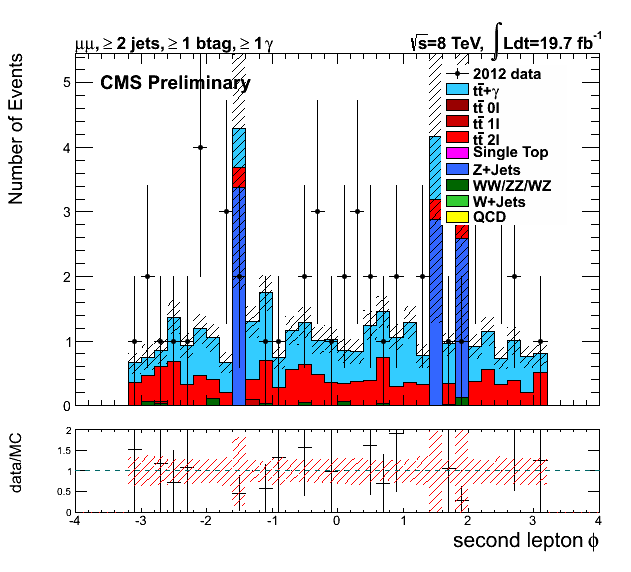 μμ, ≥ 2 jets, ≥ 1 btag, ≥ 1 γ
√s=8 TeV, ∫ Ldt=19.7 fb⁻¹
CMS Preliminary
2012 data
tt̄+γ
tt̄ 0l
tt̄ 1l
tt̄ 2l
Single Top
Z+Jets
WW/ZZ/WZ
W+Jets
QCD
Number of Events
5
4
3
2
1
0
data/MC
2
1.5
1
0.5
0
-4 -3 -2 -1 0 1 2 3 4
second lepton ϕ